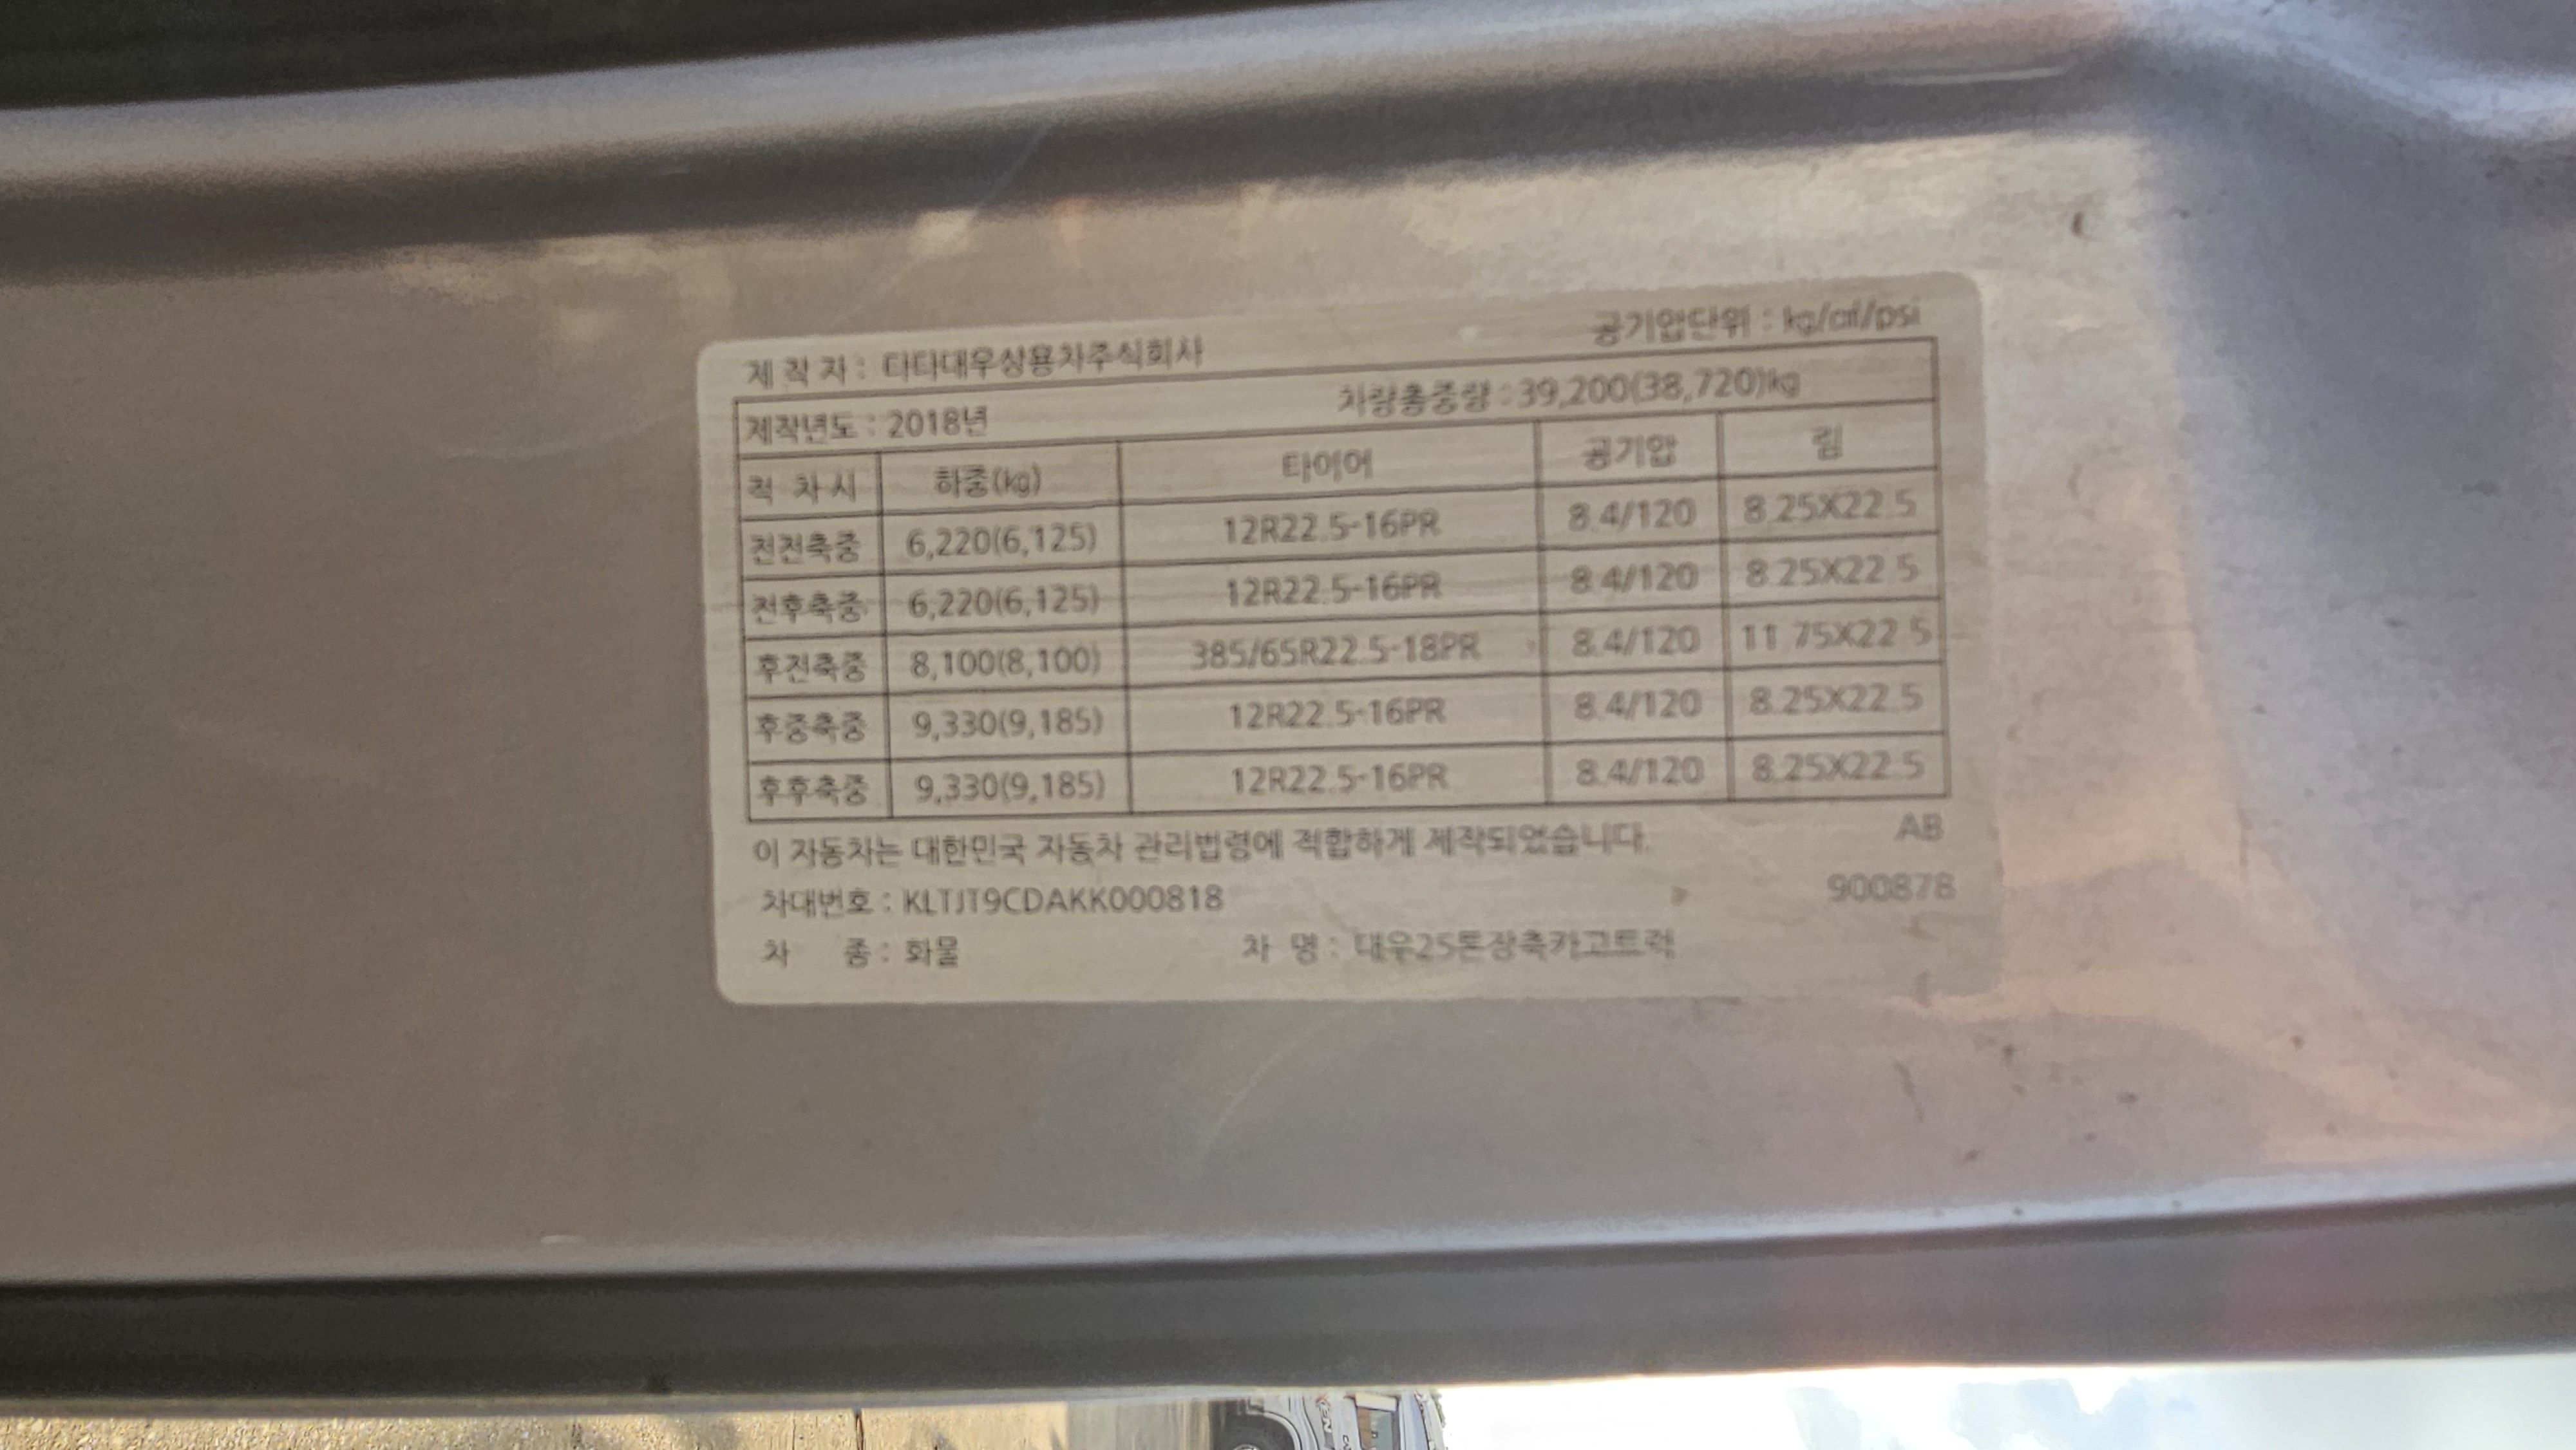 공기압단위 : kg/㎠/psi
제 작 자 : 타타대우상용차주식회사
제작년도 : 2018년 차량총중량 : 39,200(38,720)kg
적 차 시 하중(kg) 타이어 공기압 림
전전축중 6,220(6,125) 12R22.5-16PR 8.4/120 8.25X22.5
전후축중 6,220(6,125) 12R22.5-16PR 8.4/120 8.25X22.5
후전축중 8,100(8,100) 385/65R22.5-18PR 8.4/120 11.75X22.5
후중축중 9,330(9,185) 12R22.5-16PR 8.4/120 8.25X22.5
후후축중 9,330(9,185) 12R22.5-16PR 8.4/120 8.25X22.5
이 자동차는 대한민국 자동차 관리법령에 적합하게 제작되었습니다. AB
차대번호 : KLTJT9CDAKK000818 900878
차 종 : 화물 차 명 : 대우25톤장축카고트럭